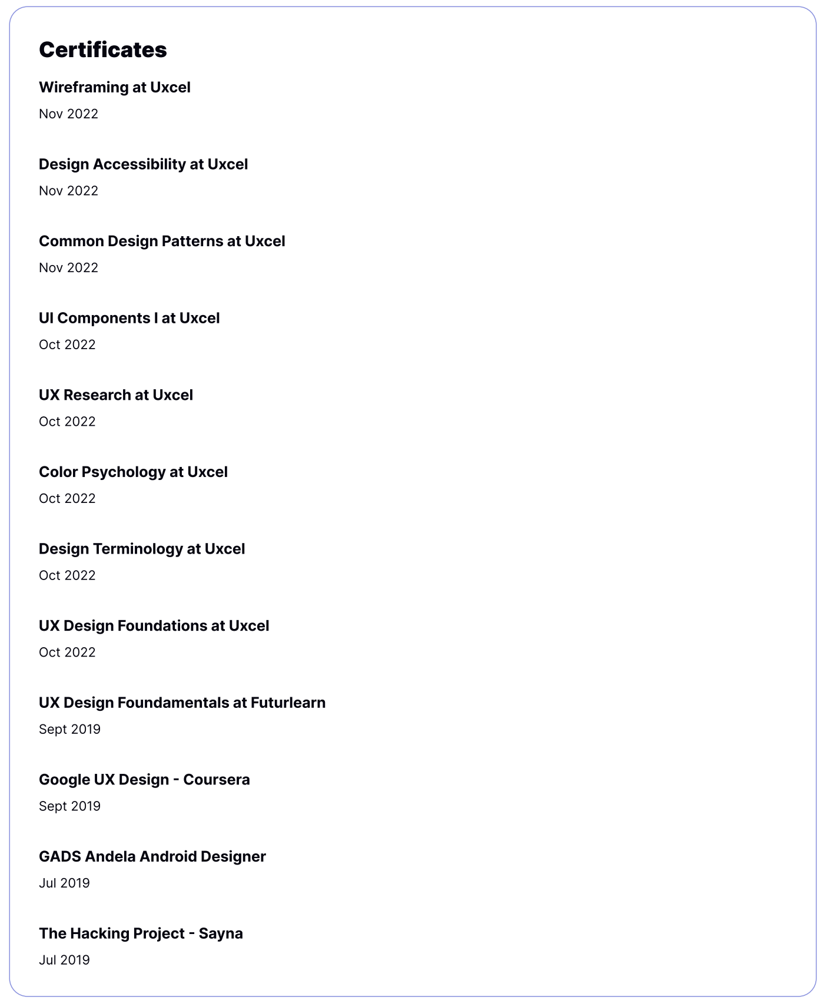 Certificates
Wireframing at Uxcel
Nov 2022
Design Accessibility at Uxcel
Nov 2022
Common Design Patterns at Uxcel
Nov 2022
UI Components I at Uxcel
Oct 2022
UX Research at Uxcel
Oct 2022
Color Psychology at Uxcel
Oct 2022
Design Terminology at Uxcel
Oct 2022
UX Design Foundations at Uxcel
Oct 2022
UX Design Foundamentals at Futurlearn
Sept 2019
Google UX Design - Coursera
Sept 2019
GADS Andela Android Designer
Jul 2019
The Hacking Project - Sayna
Jul 2019